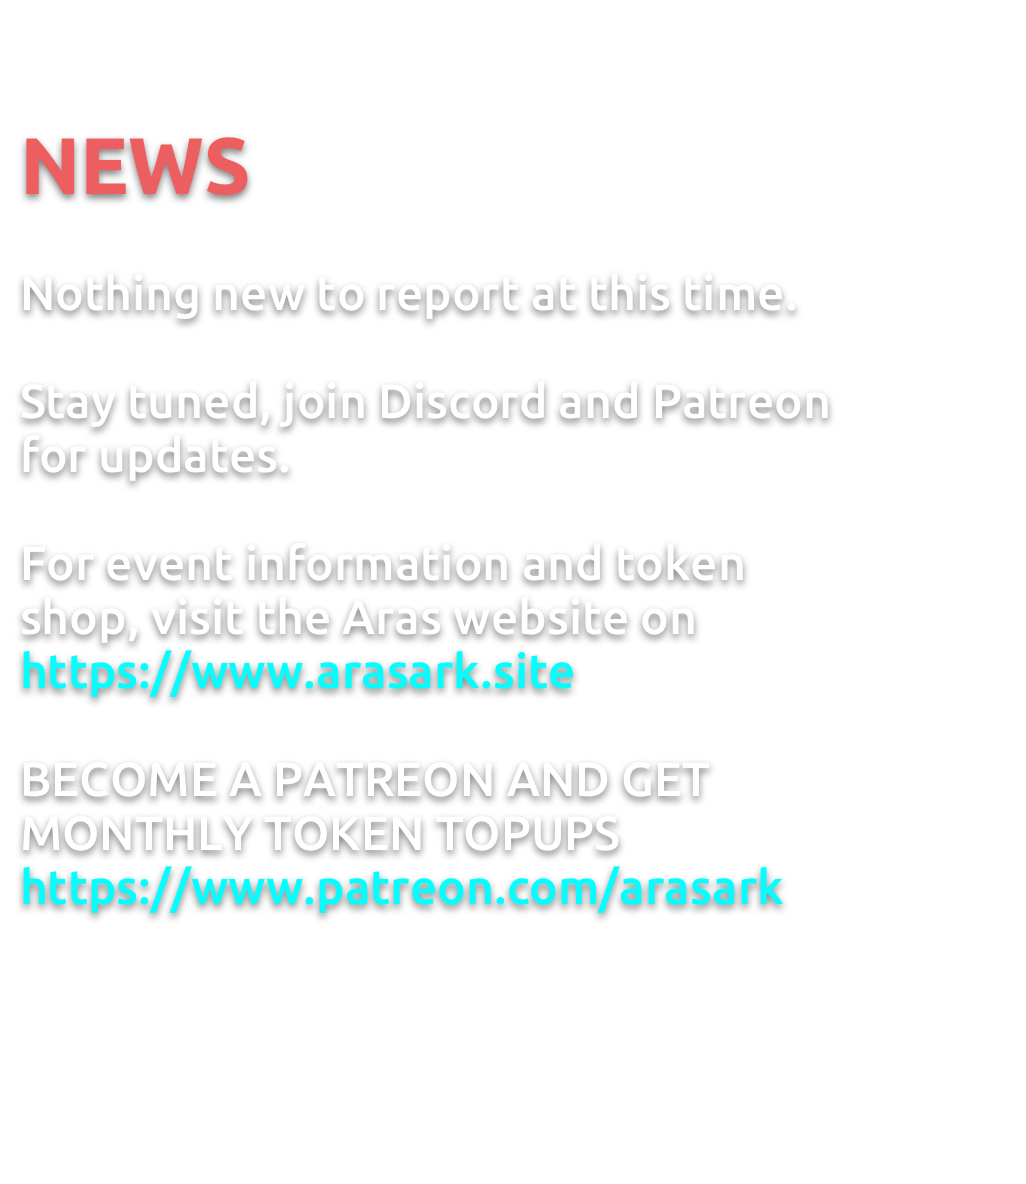 NEWS
Nothing new to report at this time.
Stay tuned, join Discord and Patreon
for updates.
For event information and token
shop, visit the Aras website on
https://www.arasark.site
BECOME A PATREON AND GET
MONTHLY TOKEN TOPUPS
https://www.patreon.com/arasark